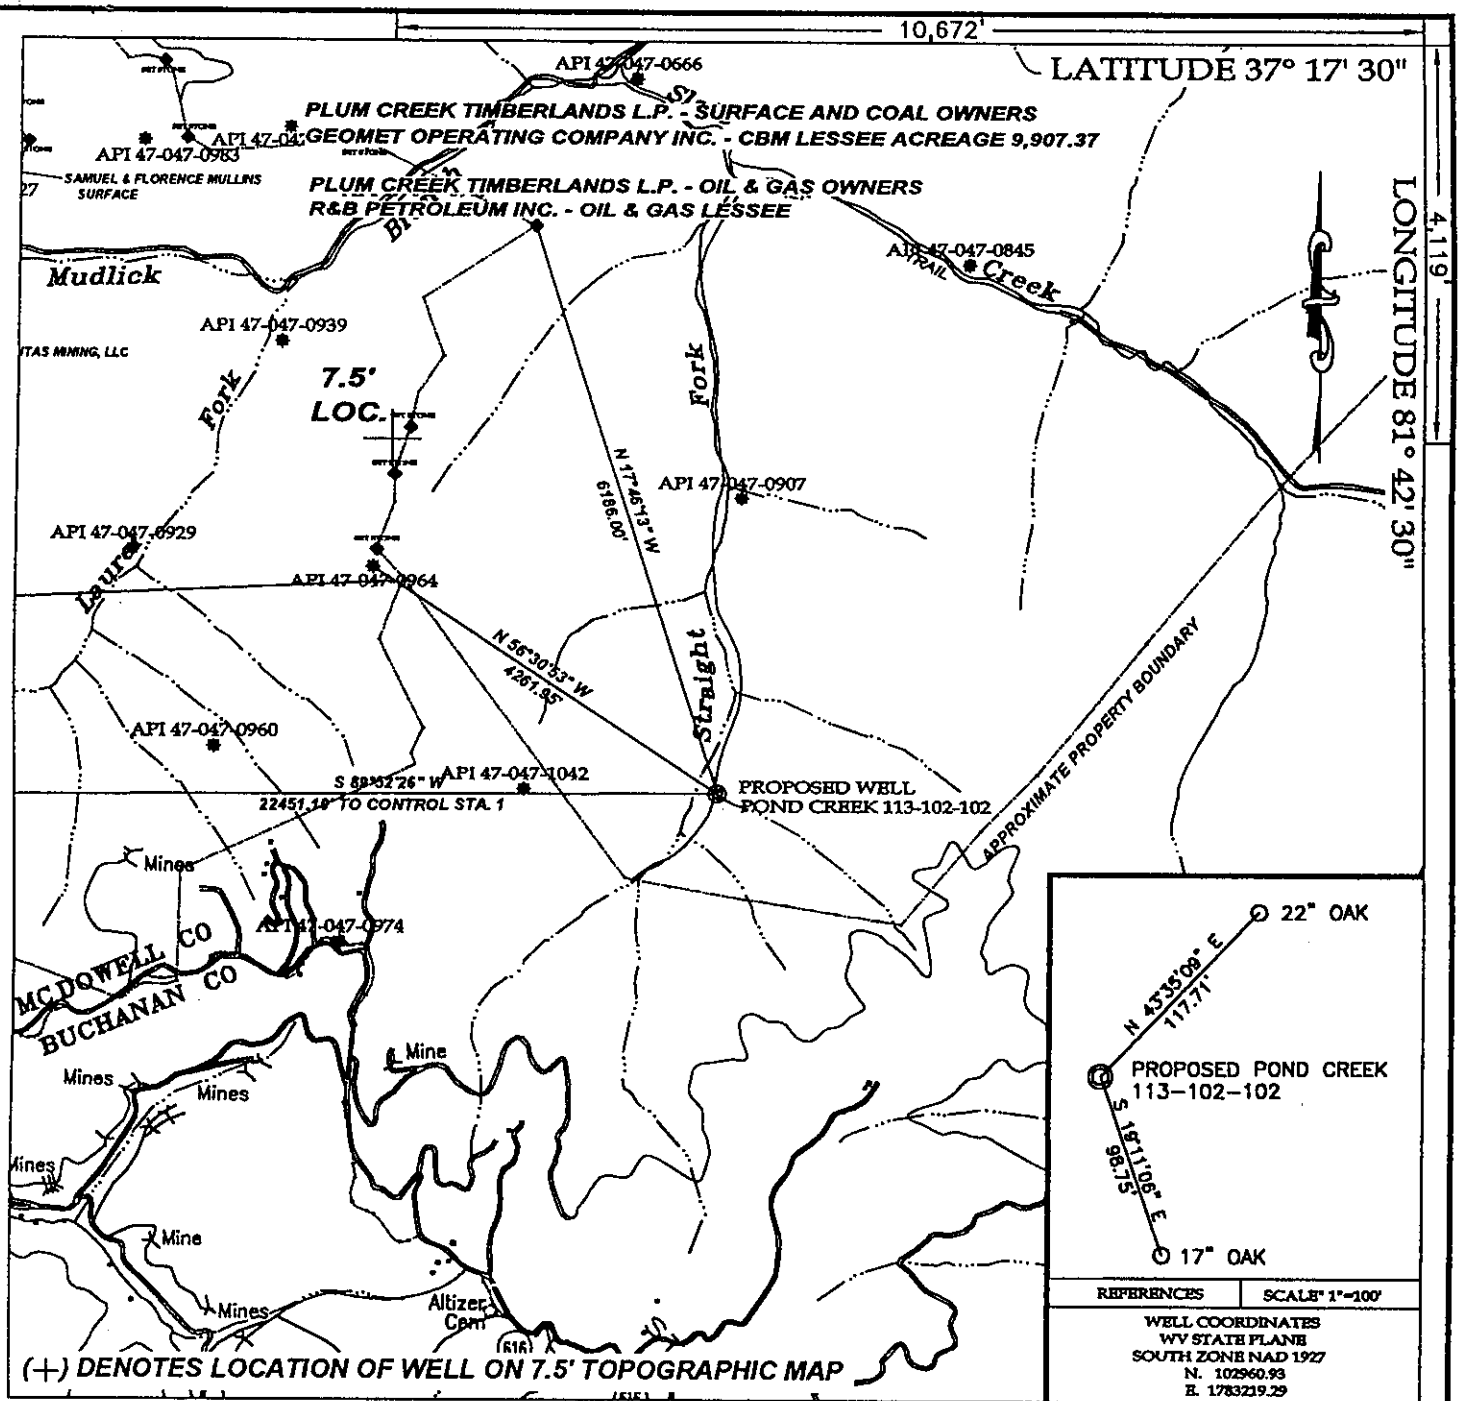 10,672'
LATITUDE 37° 17' 30"
4,119'
LONGITUDE 81° 42' 30"
API 47-047-0666
PLUM CREEK TIMBERLANDS L.P. - SURFACE AND COAL OWNERS
GEOMET OPERATING COMPANY INC. - CBM LESSEE ACREAGE 9,907.37
API 47-047-0983
SAMUEL & FLORENCE MULLINS
SURFACE
27
PLUM CREEK TIMBERLANDS L.P. - OIL & GAS OWNERS
R&B PETROLEUM INC. - OIL & GAS LESSEE
Mudlick
API 47-047-0845
TRAIL
Creek
API 47-047-0939
MINING, LLC
Fork
7.5'
LOC.
Fork
N 17°46'13" W
6186.00'
API 47-047-0907
API 47-047-0929
API 47-047-0964
Straight
N 56°30'53" W
4261.95'
APPROXIMATE PROPERTY BOUNDARY
API 47-047-0960
API 47-047-1042
TO CONTROL STA. 1
PROPOSED WELL
POND CREEK 113-102-102
Mines
API 47-047-0974
MCDOWELL CO
BUCHANAN CO
Mine
Mines
Mines
Mines
Mine
Mines
Altizer
Cem
616
22" OAK
N 43°35'09" E
117.71'
PROPOSED POND CREEK
113-102-102
S 19°11'06" E
98.75'
17" OAK
REFERENCES
SCALE" 1"=100'
WELL COORDINATES
WV STATE PLANE
SOUTH ZONE NAD 1927
N. 102960.93
E. 1783219.29
(+) DENOTES LOCATION OF WELL ON 7.5' TOPOGRAPHIC MAP